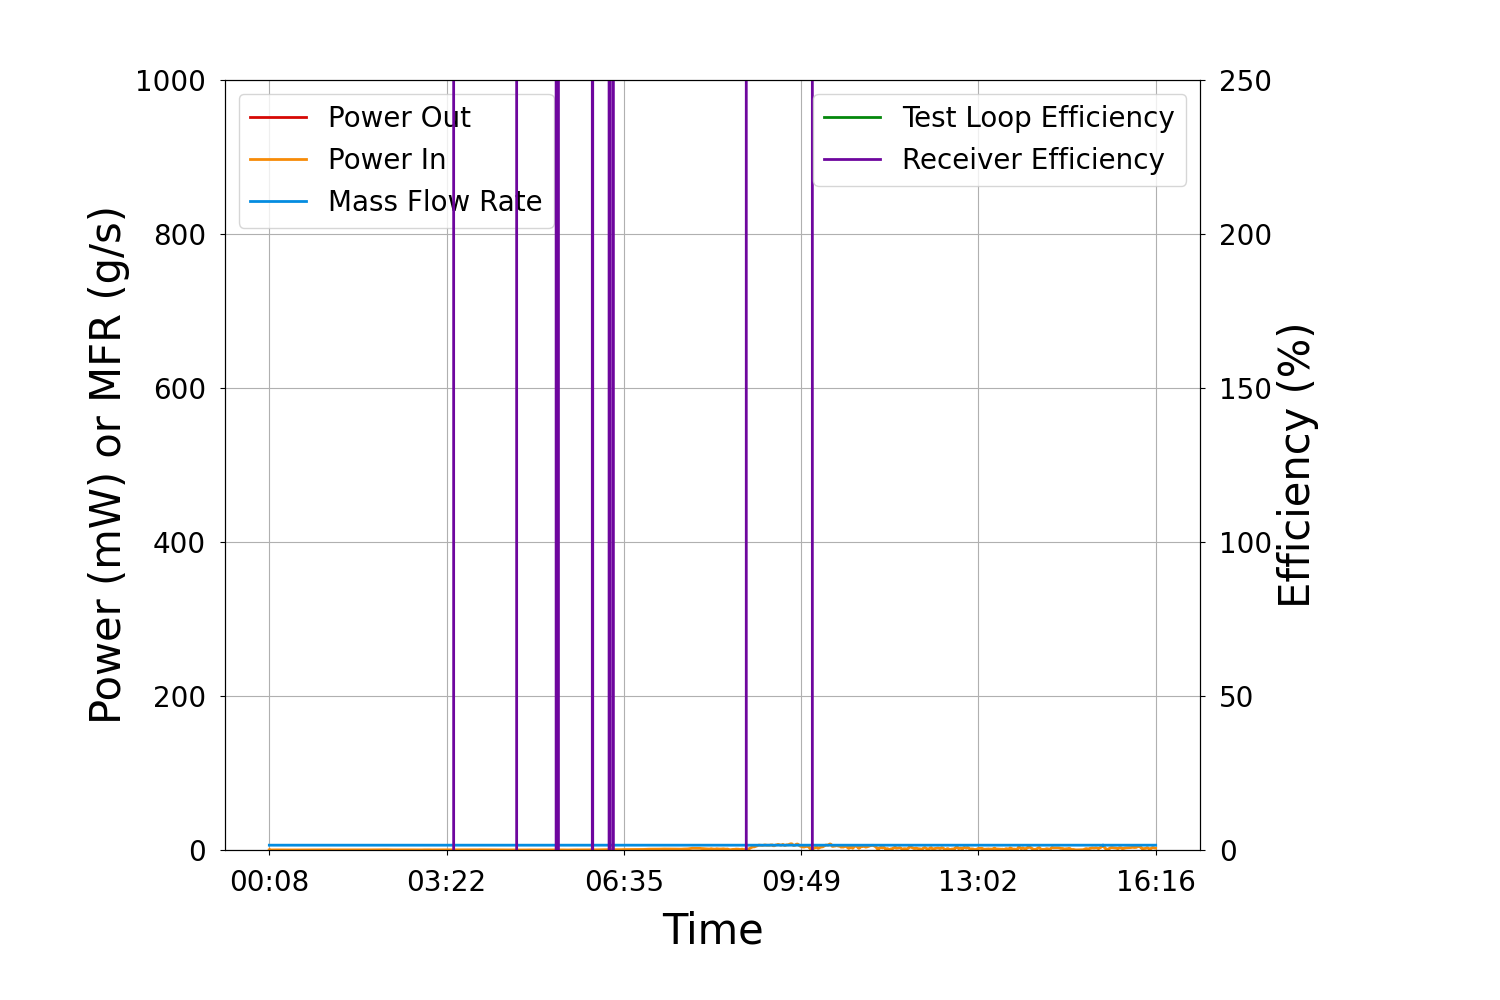 1000
800
600
400
200
0
Power (mW) or MFR (g/s)
Power Out
Power In
Mass Flow Rate
Test Loop Efficiency
Receiver Efficiency
250
200
150
100
50
0
Efficiency (%)
00:08 03:22 06:35 09:49 13:02 16:16
Time